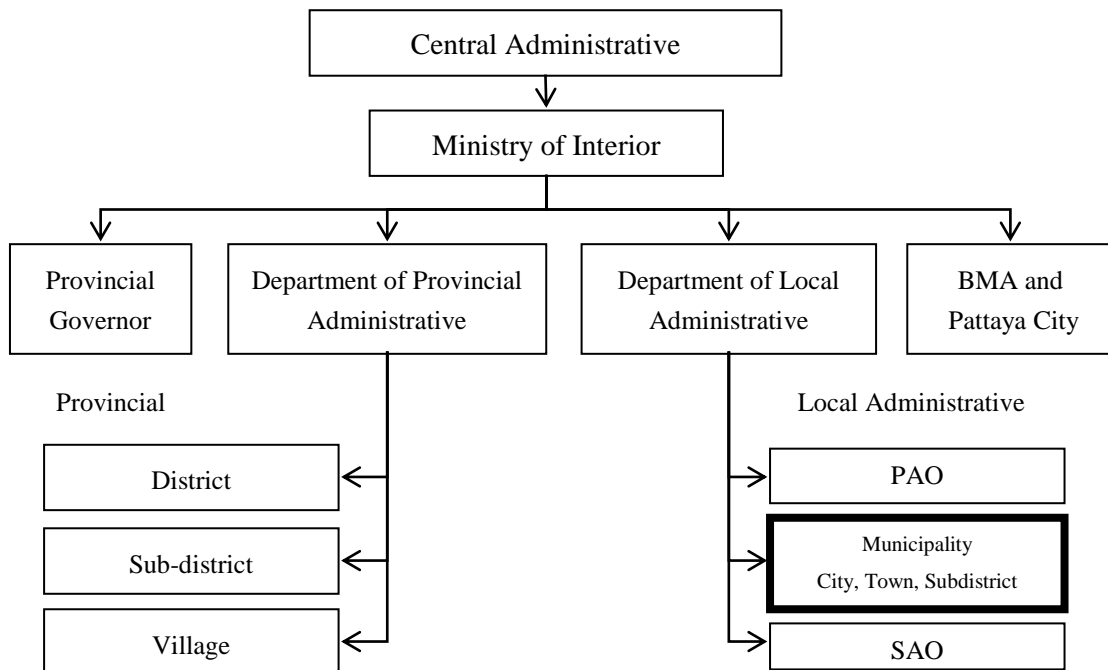 Central Administrative
Ministry of Interior
Provincial
Governor
Department of Provincial
Administrative
Department of Local
Administrative
BMA and
Pattaya City
Provincial
Local Administrative
District
Sub-district
Village
PAO
Municipality
City, Town, Subdistrict
SAO